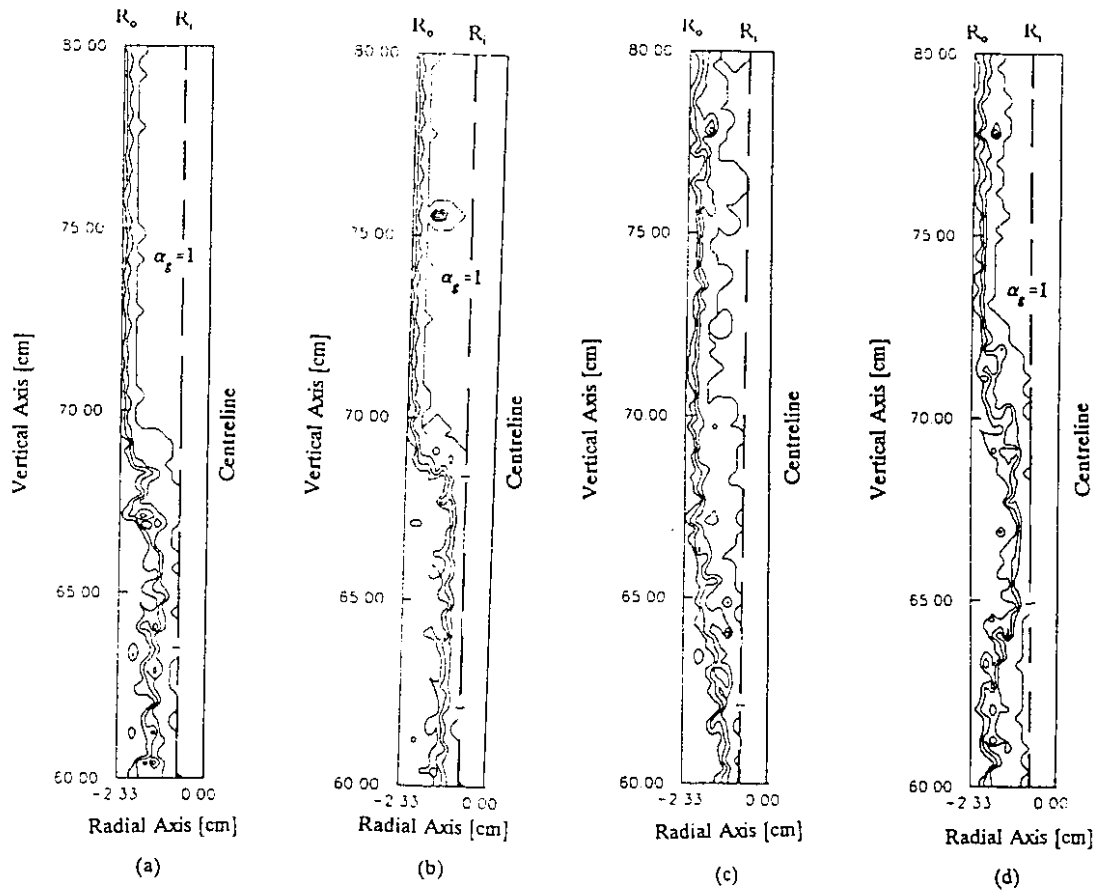 R₀ Rᵢ
80.00
75.00
70.00
65.00
60.00
α_g = 1
Vertical Axis [cm]
Centreline
-2.33 0.00
Radial Axis [cm]
(a)
R₀ Rᵢ
80.00
75.00
70.00
65.00
60.00
α_g = 1
Vertical Axis [cm]
Centreline
-2.33 0.00
Radial Axis [cm]
(b)
R₀ Rᵢ
80.00
75.00
70.00
65.00
60.00
Vertical Axis [cm]
Centreline
-2.33 0.00
Radial Axis [cm]
(c)
R₀ Rᵢ
80.00
75.00
70.00
65.00
60.00
α_g = 1
Vertical Axis [cm]
Centreline
-2.33 0.00
Radial Axis [cm]
(d)